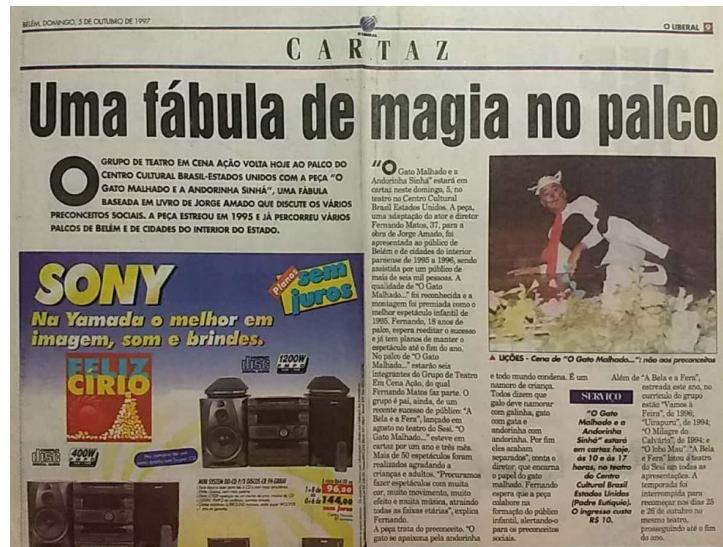 BELÉM, DOMINGO, 5 DE OUTUBRO DE 1997
O LIBERAL
CARTAZ
Uma fábula de magia no palco
O GRUPO DE TEATRO EM CENA AÇÃO VOLTA HOJE AO PALCO DO
CENTRO CULTURAL BRASIL-ESTADOS UNIDOS COM A PEÇA "O
GATO MALHADO E A ANDORINHA SINHÁ", UMA FÁBULA
BASEADA EM LIVRO DE JORGE AMADO QUE DISCUTE OS VÁRIOS
PRECONCEITOS SOCIAIS. A PEÇA ESTREOU EM 1995 E JÁ PERCORREU VÁRIOS
PALCOS DE BELÉM E DE CIDADES DO INTERIOR DO ESTADO.
SONY
Planos sem juros
Na Yamada o melhor em
imagem, som e brindes.
FELIZ
CÍRIO
1200W
400W
96,00
144,00
"O Gato Malhado e a
Andorinha Sinhá" estará em
cartaz neste domingo, 5, no
teatro no Centro Cultural
Brasil Estados Unidos. A peça,
uma adaptação do ator e diretor
Fernando Matos, 37, para a
obra de Jorge Amado, foi
apresentada ao público de
Belém e de cidades do interior
paraense de 1995 a 1996, sendo
assistida por um público de
mais de seis mil pessoas. A
qualidade de "O Gato
Malhado..." foi reconhecida e a
montagem foi premiada como o
melhor espetáculo infantil de
1995. Fernando, 18 anos de
palco, espera reeditar o sucesso
e já tem planos de manter o
espetáculo até o fim do ano.
No palco de "O Gato
Malhado..." estarão seis
integrantes do Grupo de Teatro
Em Cena Ação, do qual
Fernando Matos faz parte. O
grupo é pai, ainda, de um
recente sucesso de público: "A
Bela e a Fera", lançado em
agosto no teatro do Sesi. "O
Gato Malhado..." esteve em
cartaz por um ano e três mês.
Mais de 50 espetáculos foram
realizados agradando a
crianças e adultos. "Procuramos
fazer espetáculos com muita
cor, muito movimento, muito
efeito e muita música, atraindo
todas as faixas etárias", explica
Fernando.
A peça trata do preconceito. "O
gato se apaixona pela andorinha
LIÇÕES - Cena de "O Gato Malhado...": não aos preconceitos
e todo mundo condena. É um
namoro de criança.
Todos dizem que
galo deve namorar
com galinha, gato
com gata e
andorinha com
andorinha. Por fim
eles acabam
separados", conta o
diretor, que encarna
o papel do gato
malhado. Fernando
espera que a peça
colabore na
formação do público
infantil, alertando-o
para os preconceitos
sociais.
SERVIÇO
"O Gato
Malhado e a
Andorinha
Sinhá" estará
em cartaz hoje,
às 10 e às 17
horas, no teatro
do Centro
Cultural Brasil
Estados Unidos
(Padre Eutíquio).
O ingresso custa
R$ 10.
Além de "A Bela e a Fera",
estreada este ano, no
currículo do grupo
estão "Vamos à
Feira", de 1996;
"Uirapuru", de 1994;
"O Milagre do
Calvário", de 1994; e
"O lobo Mau". "A Bela
e a Fera" lotou o teatro
do Sesi em todas as
apresentações. A
temporada foi
interrompida para
recomeçar nos dias 25
e 26 de outubro no
mesmo teatro,
prosseguindo até o fim
do ano.